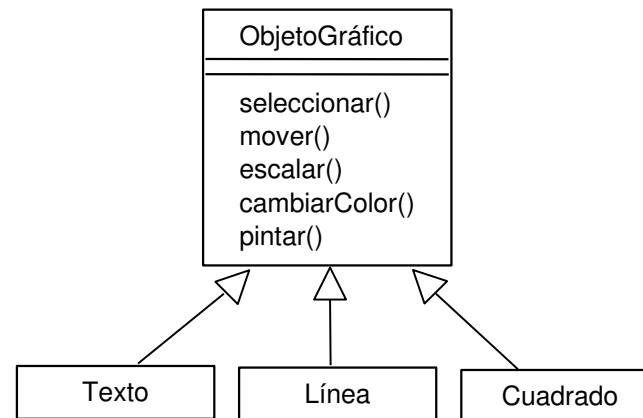 ObjetoGráfico
seleccionar()
mover()
escalar()
cambiarColor()
pintar()
Texto
Línea
Cuadrado